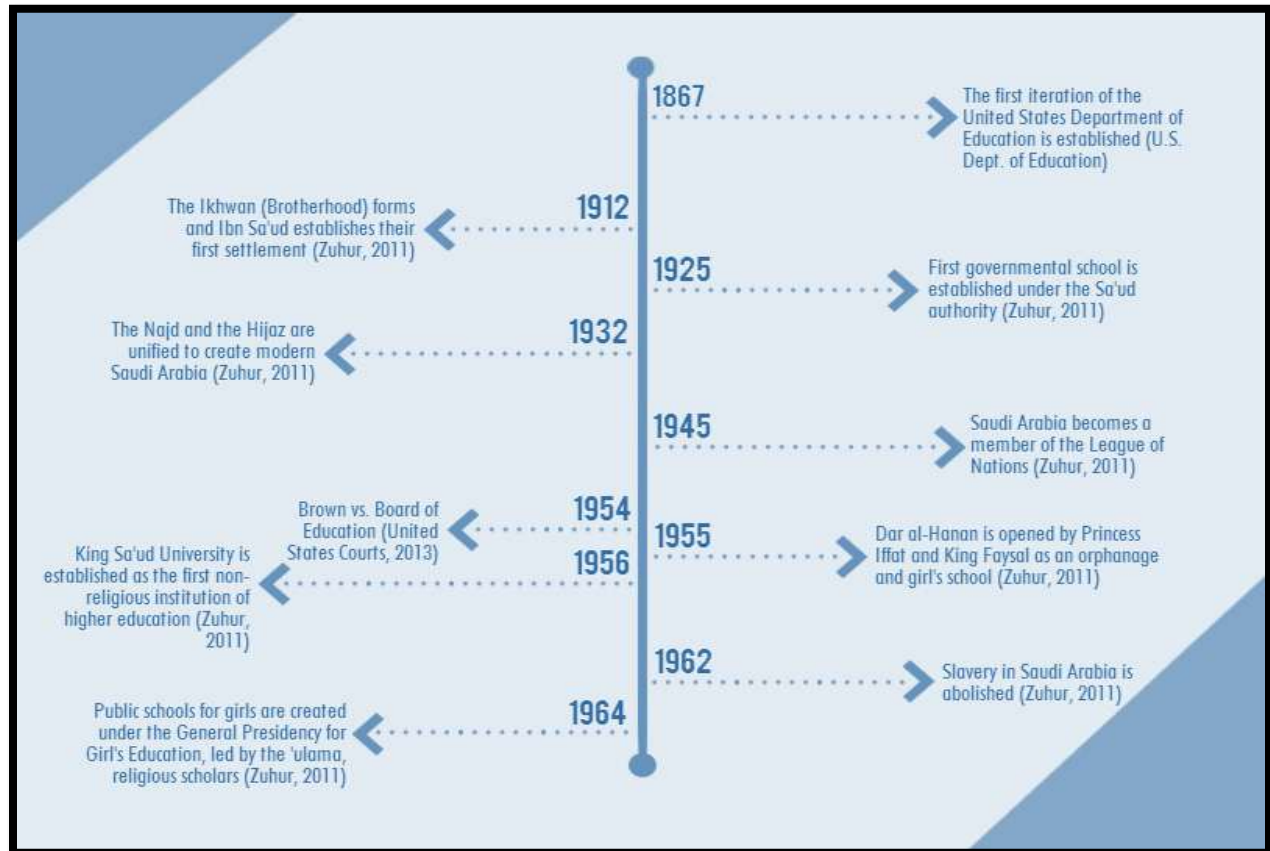 1867
The first iteration of the
United States Department of
Education is established (U.S.
Dept. of Education)
1912
The Ikhwan (Brotherhood) forms
and Ibn Sa'ud establishes their
first settlement (Zuhur, 2011)
1925
First governmental school is
established under the Sa'ud
authority (Zuhur, 2011)
1932
The Najd and the Hijaz are
unified to create modern
Saudi Arabia (Zuhur, 2011)
1945
Saudi Arabia becomes a
member of the League of
Nations (Zuhur, 2011)
1954
Brown vs. Board of
Education (United
States Courts, 2013)
1955
Dar al-Hanan is opened by Princess
Iffat and King Faysal as an orphanage
and girl's school (Zuhur, 2011)
1956
King Sa'ud University is
established as the first non-
religious institution of
higher education (Zuhur,
2011)
1962
Slavery in Saudi Arabia is
abolished (Zuhur, 2011)
1964
Public schools for girls are created
under the General Presidency for
Girl's Education, led by the 'ulama,
religious scholars (Zuhur, 2011)